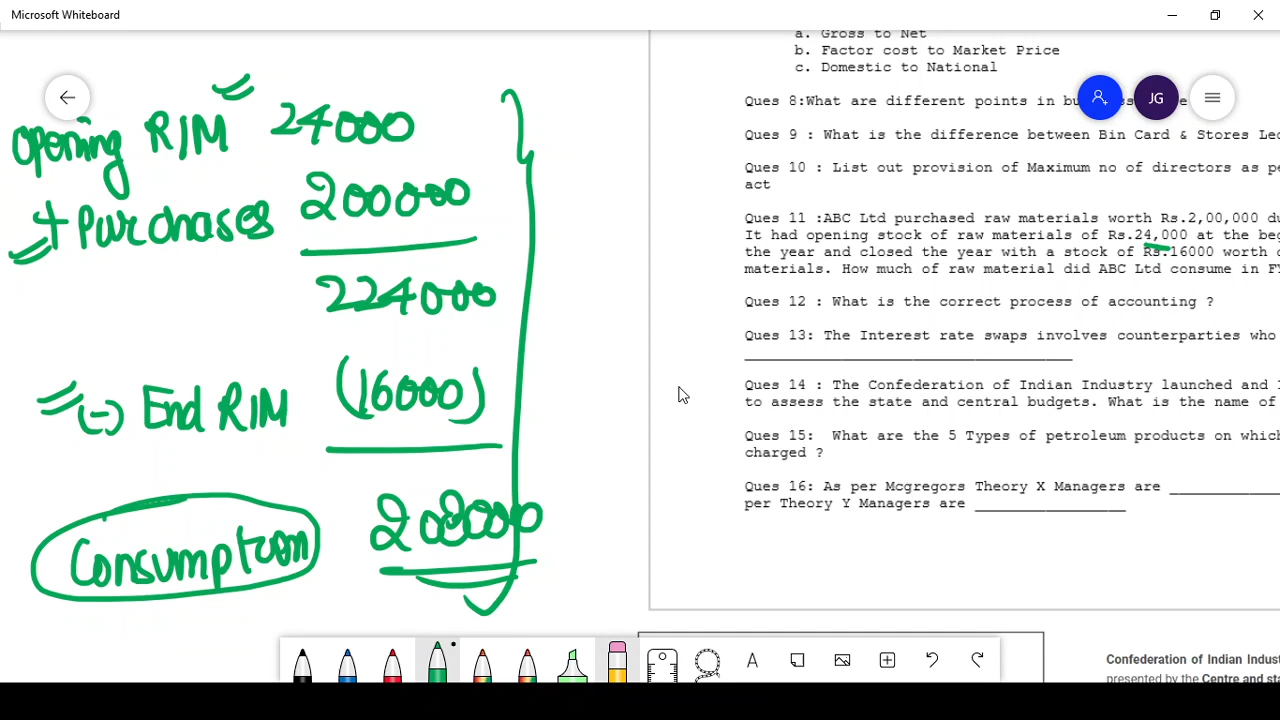 Microsoft Whiteboard
opening R/M 24000
+ Purchases 200000
224000
(-) End R/M (16000)
Consumption 208000
a. Gross to Net
b. Factor cost to Market Price
c. Domestic to National
JG
Ques 8:What are different points in
Ques 9 : What is the difference between Bin Card & Stores
Ques 10 : List out provision of Maximum no of directors as
act
Ques 11 :ABC Ltd purchased raw materials worth Rs.2,00,000
It had opening stock of raw materials of Rs.24,000 at the
the year and closed the year with a stock of Rs.16000 worth
materials. How much of raw material did ABC Ltd consume in
Ques 12 : What is the correct process of accounting ?
Ques 13: The Interest rate swaps involves counterparties who
Ques 14 : The Confederation of Indian Industry launched and
to assess the state and central budgets. What is the name of
Ques 15: What are the 5 Types of petroleum products on which
charged ?
Ques 16: As per Mcgregors Theory X Managers are
per Theory Y Managers are
A
Confederation of Indian
presented by the Centre and